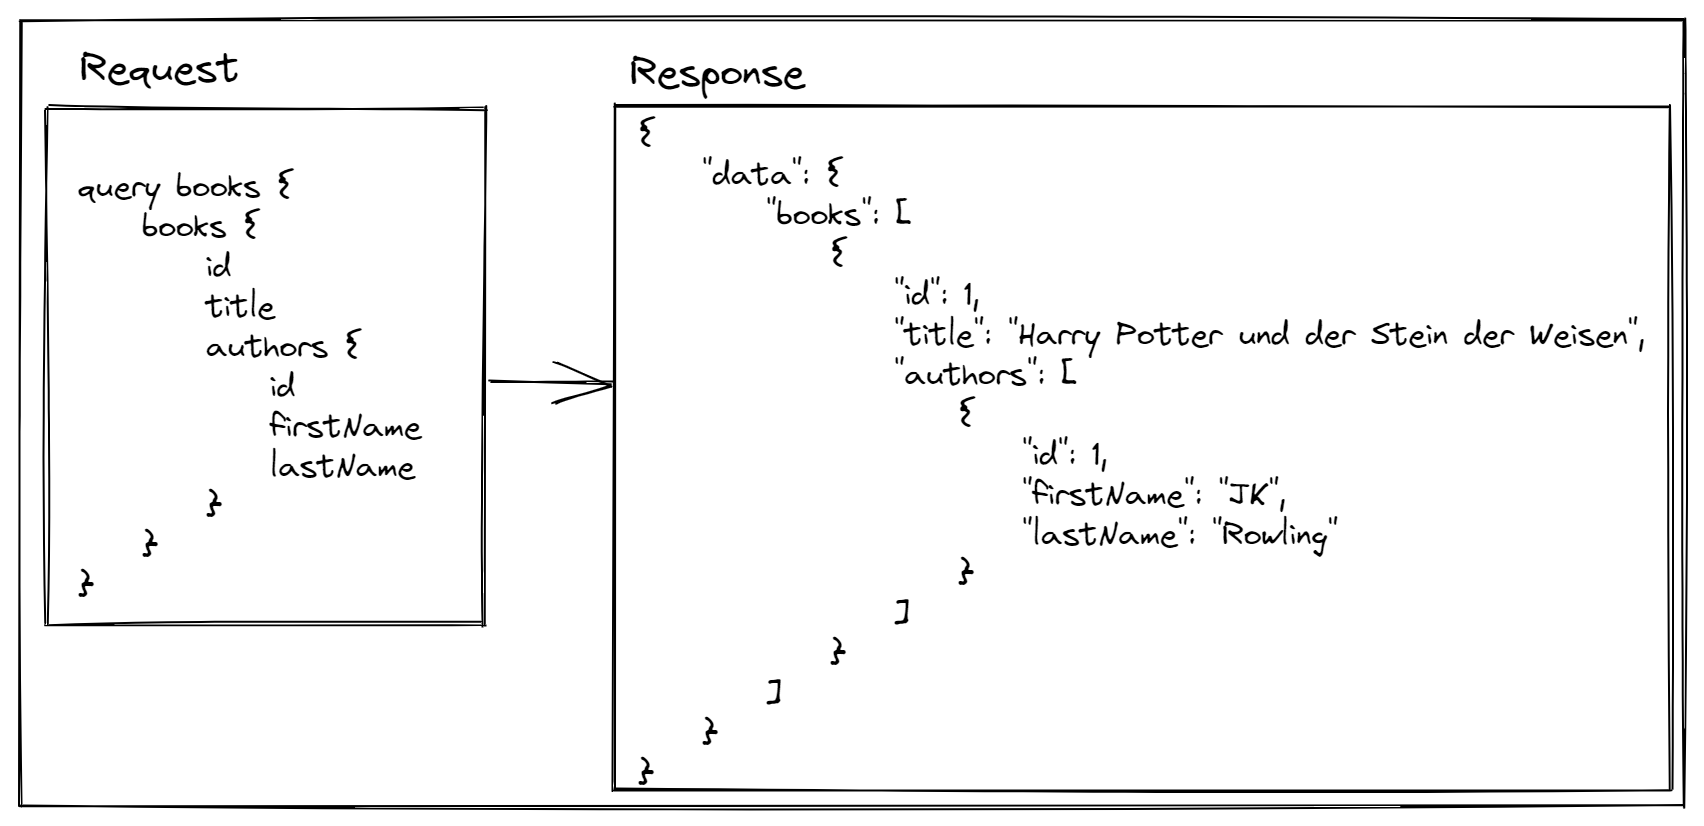 Request
query books {
books {
id
title
authors {
id
firstName
lastName
}
}
}
Response
{
"data": {
"books": [
{
"id": 1,
"title": "Harry Potter und der Stein der Weisen",
"authors": [
{
"id": 1,
"firstName": "JK",
"lastName": "Rowling"
}
]
}
]
}
}